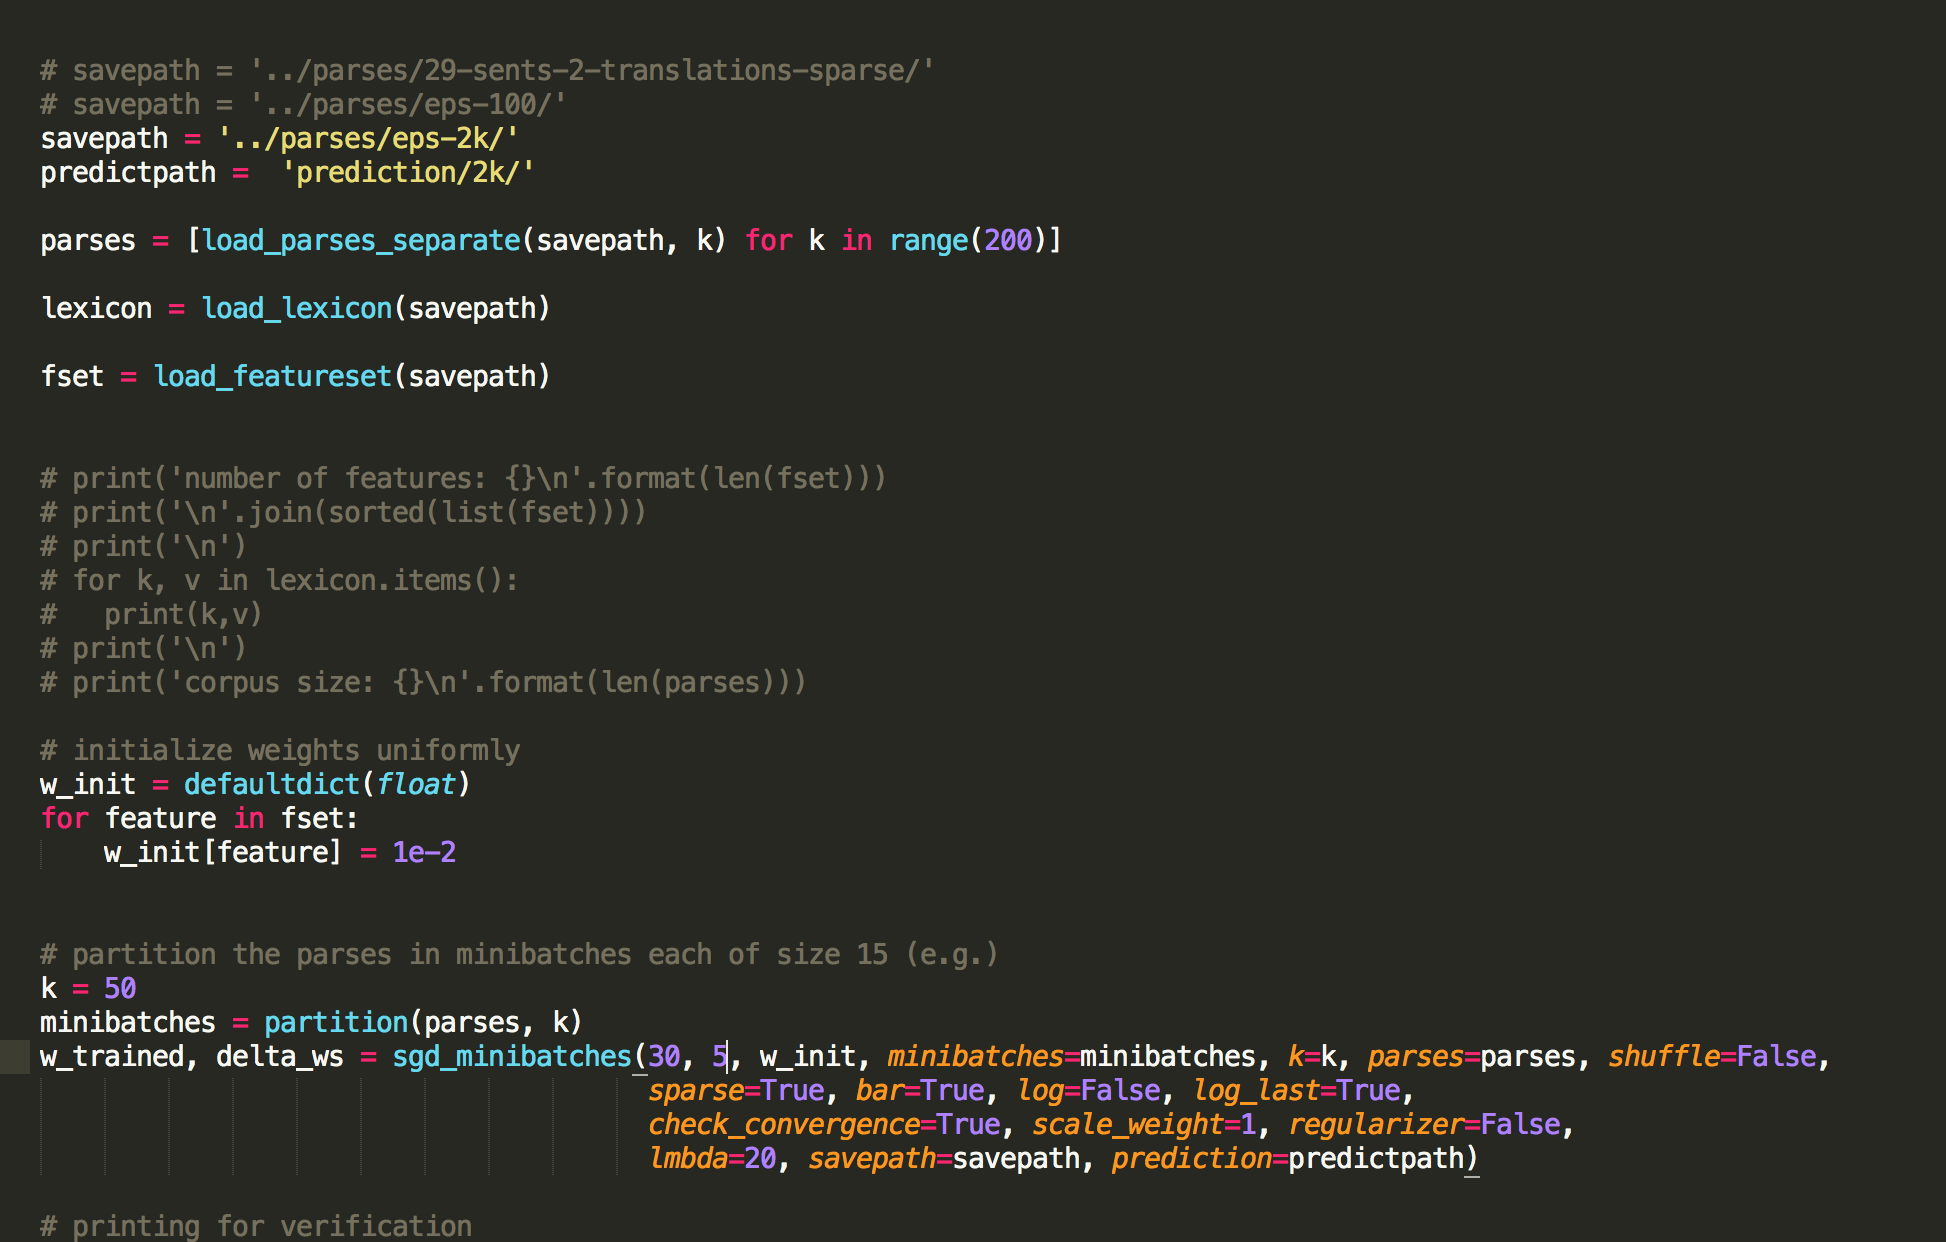 # savepath = '../parses/29-sents-2-translations-sparse/'
# savepath = '../parses/eps-100/'
savepath = '../parses/eps-2k/'
predictpath =  'prediction/2k/'
parses = [load_parses_separate(savepath, k) for k in range(200)]
lexicon = load_lexicon(savepath)
fset = load_featureset(savepath)
# print('number of features: {}\n'.format(len(fset)))
# print('\n'.join(sorted(list(fset))))
# print('\n')
# for k, v in lexicon.items():
#   print(k,v)
# print('\n')
# print('corpus size: {}\n'.format(len(parses)))
# initialize weights uniformly
w_init = defaultdict(float)
for feature in fset:
    w_init[feature] = 1e-2
# partition the parses in minibatches each of size 15 (e.g.)
k = 50
minibatches = partition(parses, k)
w_trained, delta_ws = sgd_minibatches(30, 5, w_init, minibatches=minibatches, k=k, parses=parses, shuffle=False,
                                      sparse=True, bar=True, log=False, log_last=True,
                                      check_convergence=True, scale_weight=1, regularizer=False,
                                      lmbda=20, savepath=savepath, prediction=predictpath)
# printing for verification